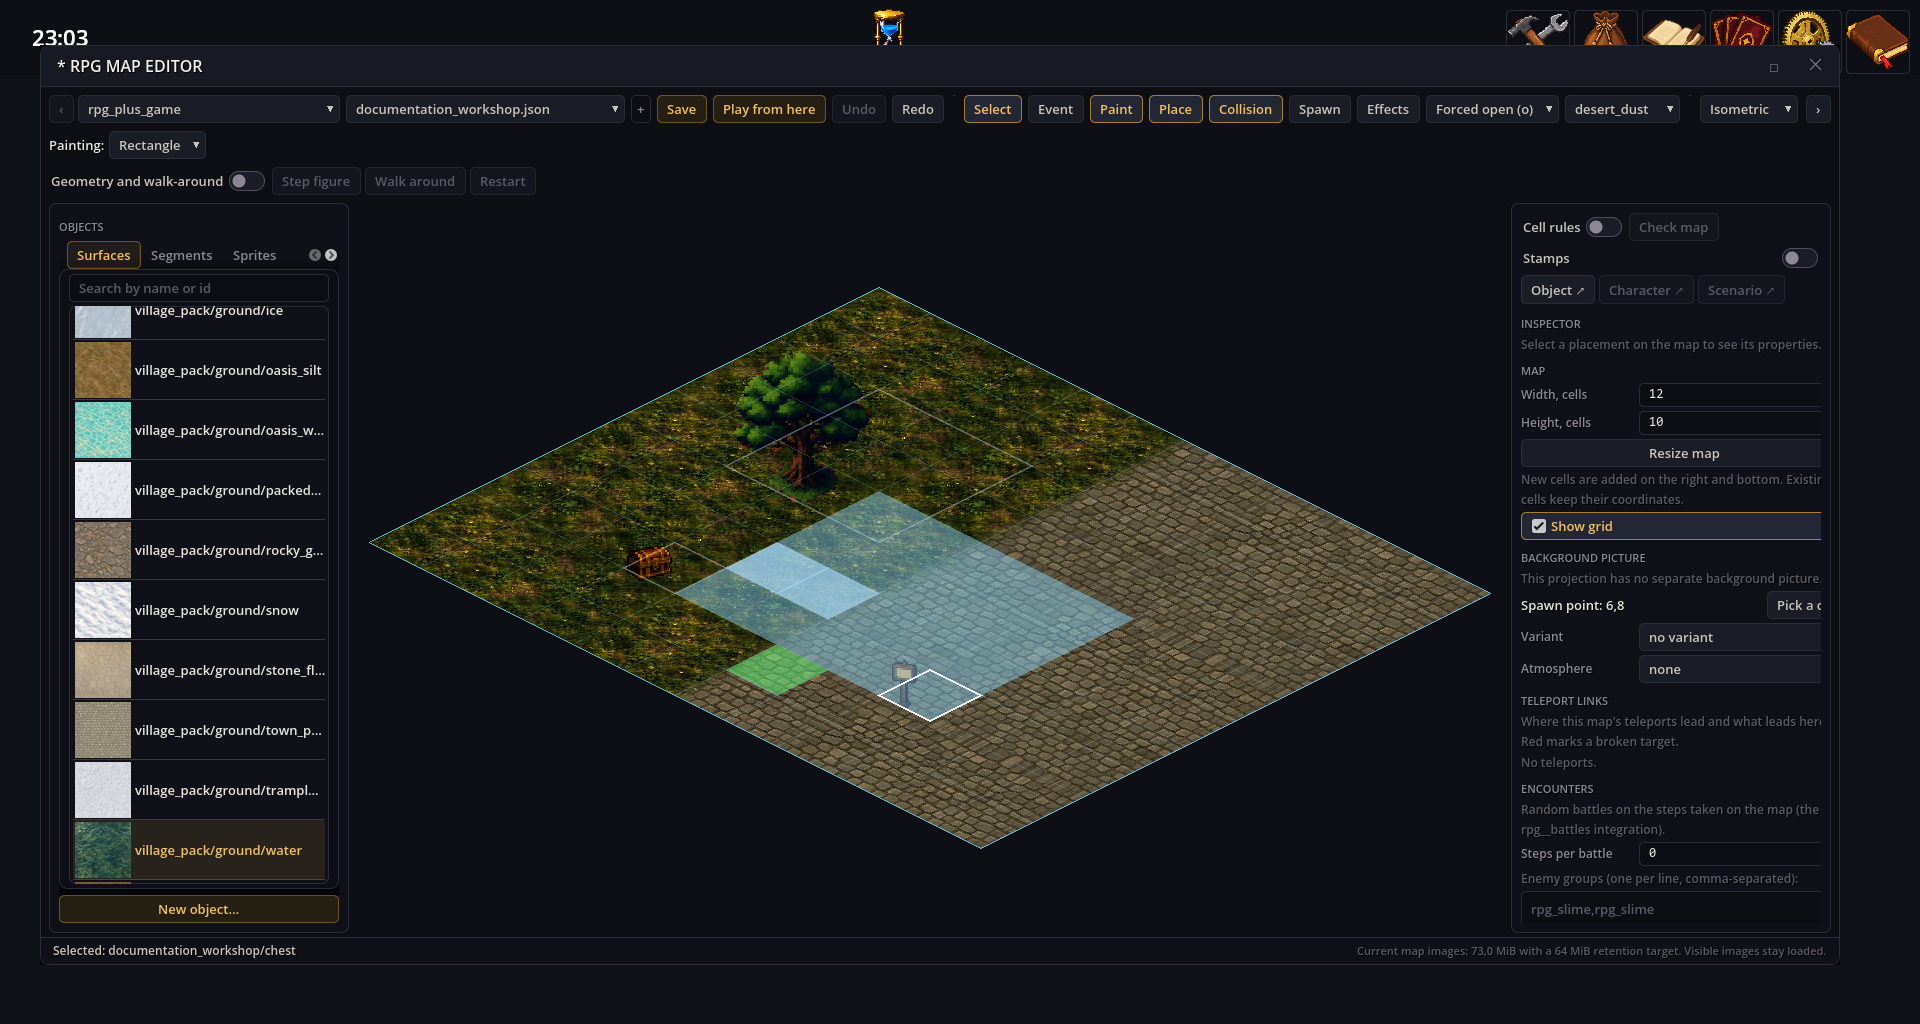 23:03
* RPG MAP EDITOR
rpg_plus_game
documentation_workshop.json
+
Save
Play from here
Undo
Redo
Select
Event
Paint
Place
Collision
Spawn
Effects
Forced open (o)
desert_dust
Isometric
Painting:
Rectangle
Geometry and walk-around
Step figure
Walk around
Restart
OBJECTS
Surfaces
Segments
Sprites
Search by name or id
village_pack/ground/ice
village_pack/ground/oasis_silt
village_pack/ground/oasis_w...
village_pack/ground/packed...
village_pack/ground/rocky_g...
village_pack/ground/snow
village_pack/ground/stone_fl...
village_pack/ground/town_p...
village_pack/ground/trampl...
village_pack/ground/water
New object...
Cell rules
Check map
Stamps
Object ↗
Character ↗
Scenario ↗
INSPECTOR
Select a placement on the map to see its properties.
MAP
Width, cells
12
Height, cells
10
Resize map
New cells are added on the right and bottom. Existin
cells keep their coordinates.
Show grid
BACKGROUND PICTURE
This projection has no separate background picture.
Spawn point: 6,8
Pick a c
Variant
no variant
Atmosphere
none
TELEPORT LINKS
Where this map's teleports lead and what leads here
Red marks a broken target.
No teleports.
ENCOUNTERS
Random battles on the steps taken on the map (the
rpg__battles integration).
Steps per battle
0
Enemy groups (one per line, comma-separated):
rpg_slime,rpg_slime
Selected: documentation_workshop/chest
Current map images: 73,0 MiB with a 64 MiB retention target. Visible images stay loaded.